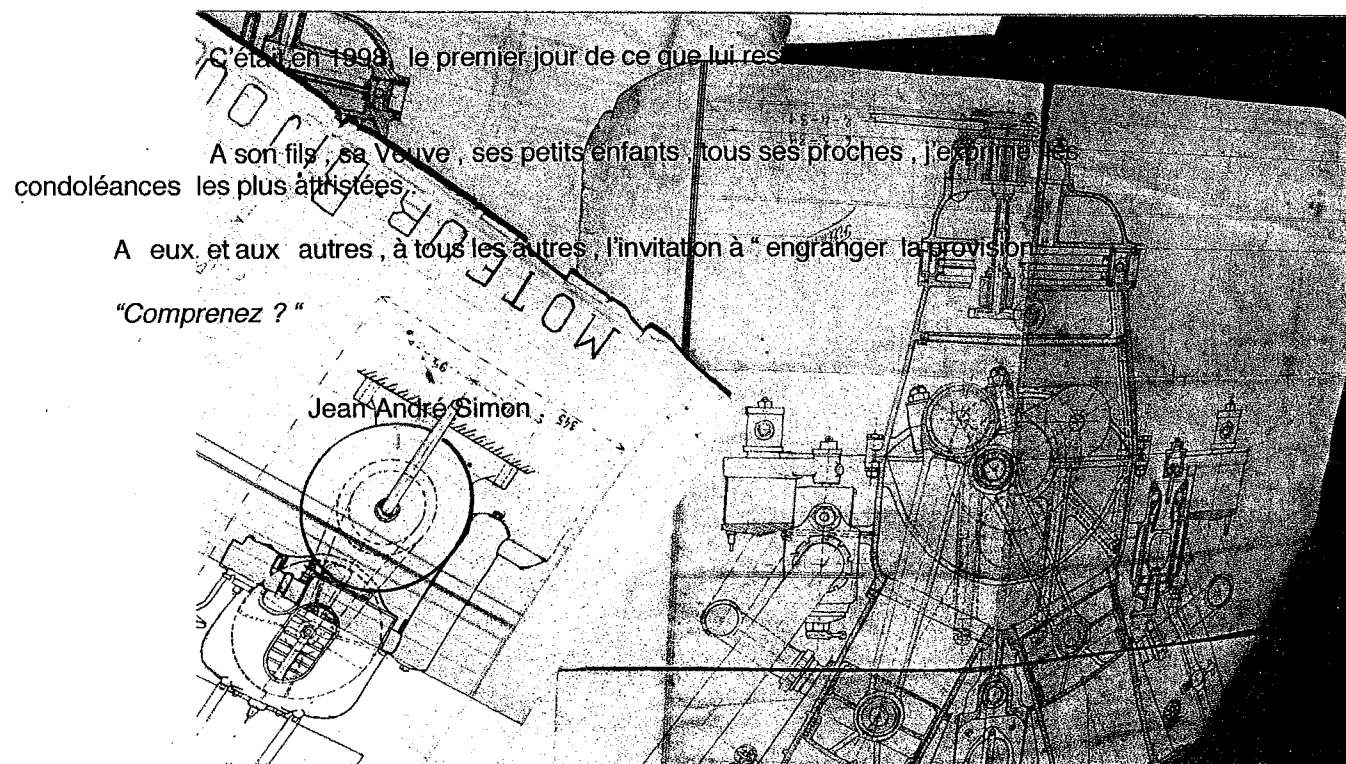 C'était en 1998, le premier jour de ce que lui res
A son fils , sa Veuve , ses petits enfants , tous ses proches , j'exprime les
condoléances les plus attristées.
A eux et aux autres , à tous les autres , l'invitation à “ engranger la provision
“Comprenez ? “
Jean André Simon .
MOTEUR B
95
345